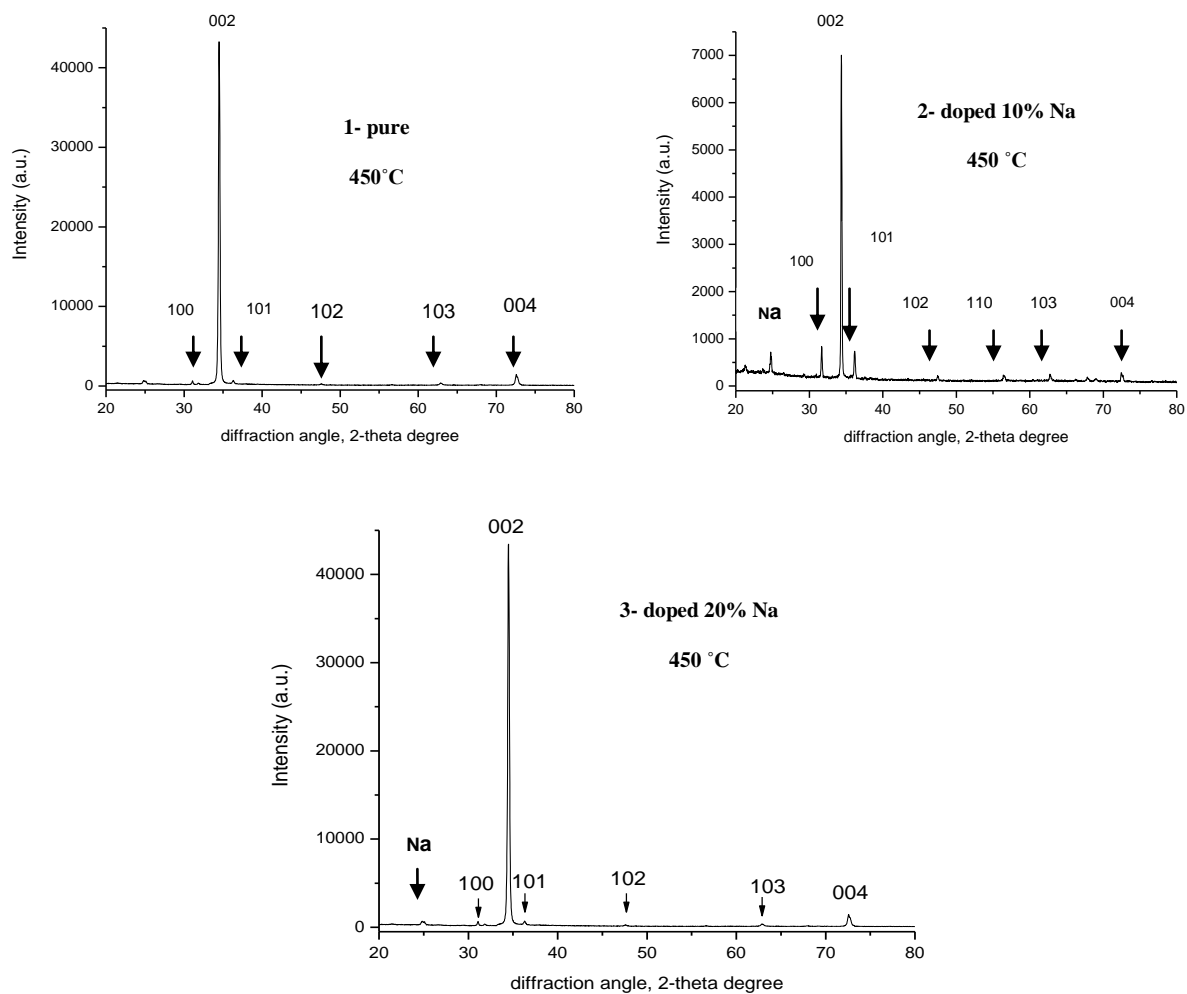 002
40000
30000
20000
10000
0
Intensity (a.u.)
1- pure
450˚C
100
101
102
103
004
20 30 40 50 60 70 80
diffraction angle, 2-theta degree
002
7000
6000
5000
4000
3000
2000
1000
0
Intensity (a.u.)
2- doped 10% Na
450 ˚C
Na
100
101
102
110
103
004
20 30 40 50 60 70 80
diffraction angle, 2-theta degree
002
40000
30000
20000
10000
0
Intensity (a.u.)
3- doped 20% Na
450 ˚C
Na
100
101
102
103
004
20 30 40 50 60 70 80
diffraction angle, 2-theta degree